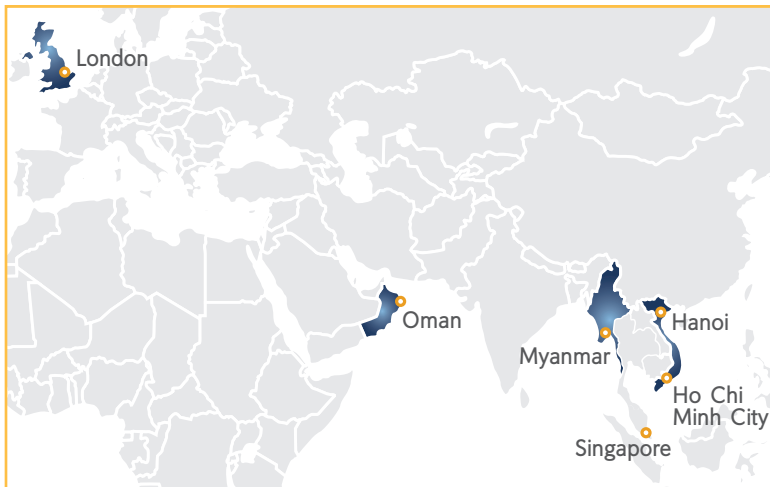 London
Oman
Hanoi
Myanmar
Ho Chi
Minh City
Singapore